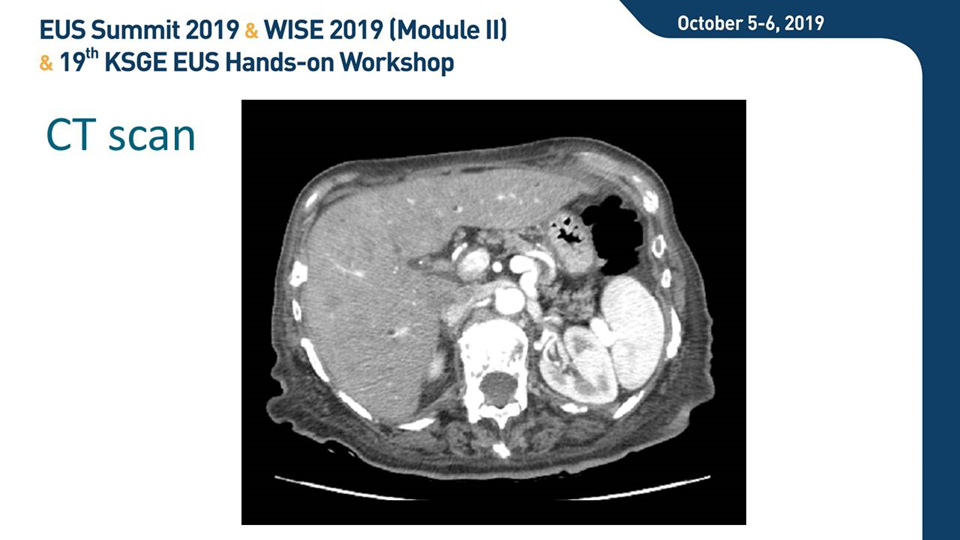 EUS Summit 2019 & WISE 2019 (Module II)
& 19th KSGE EUS Hands-on Workshop
October 5-6, 2019
CT scan